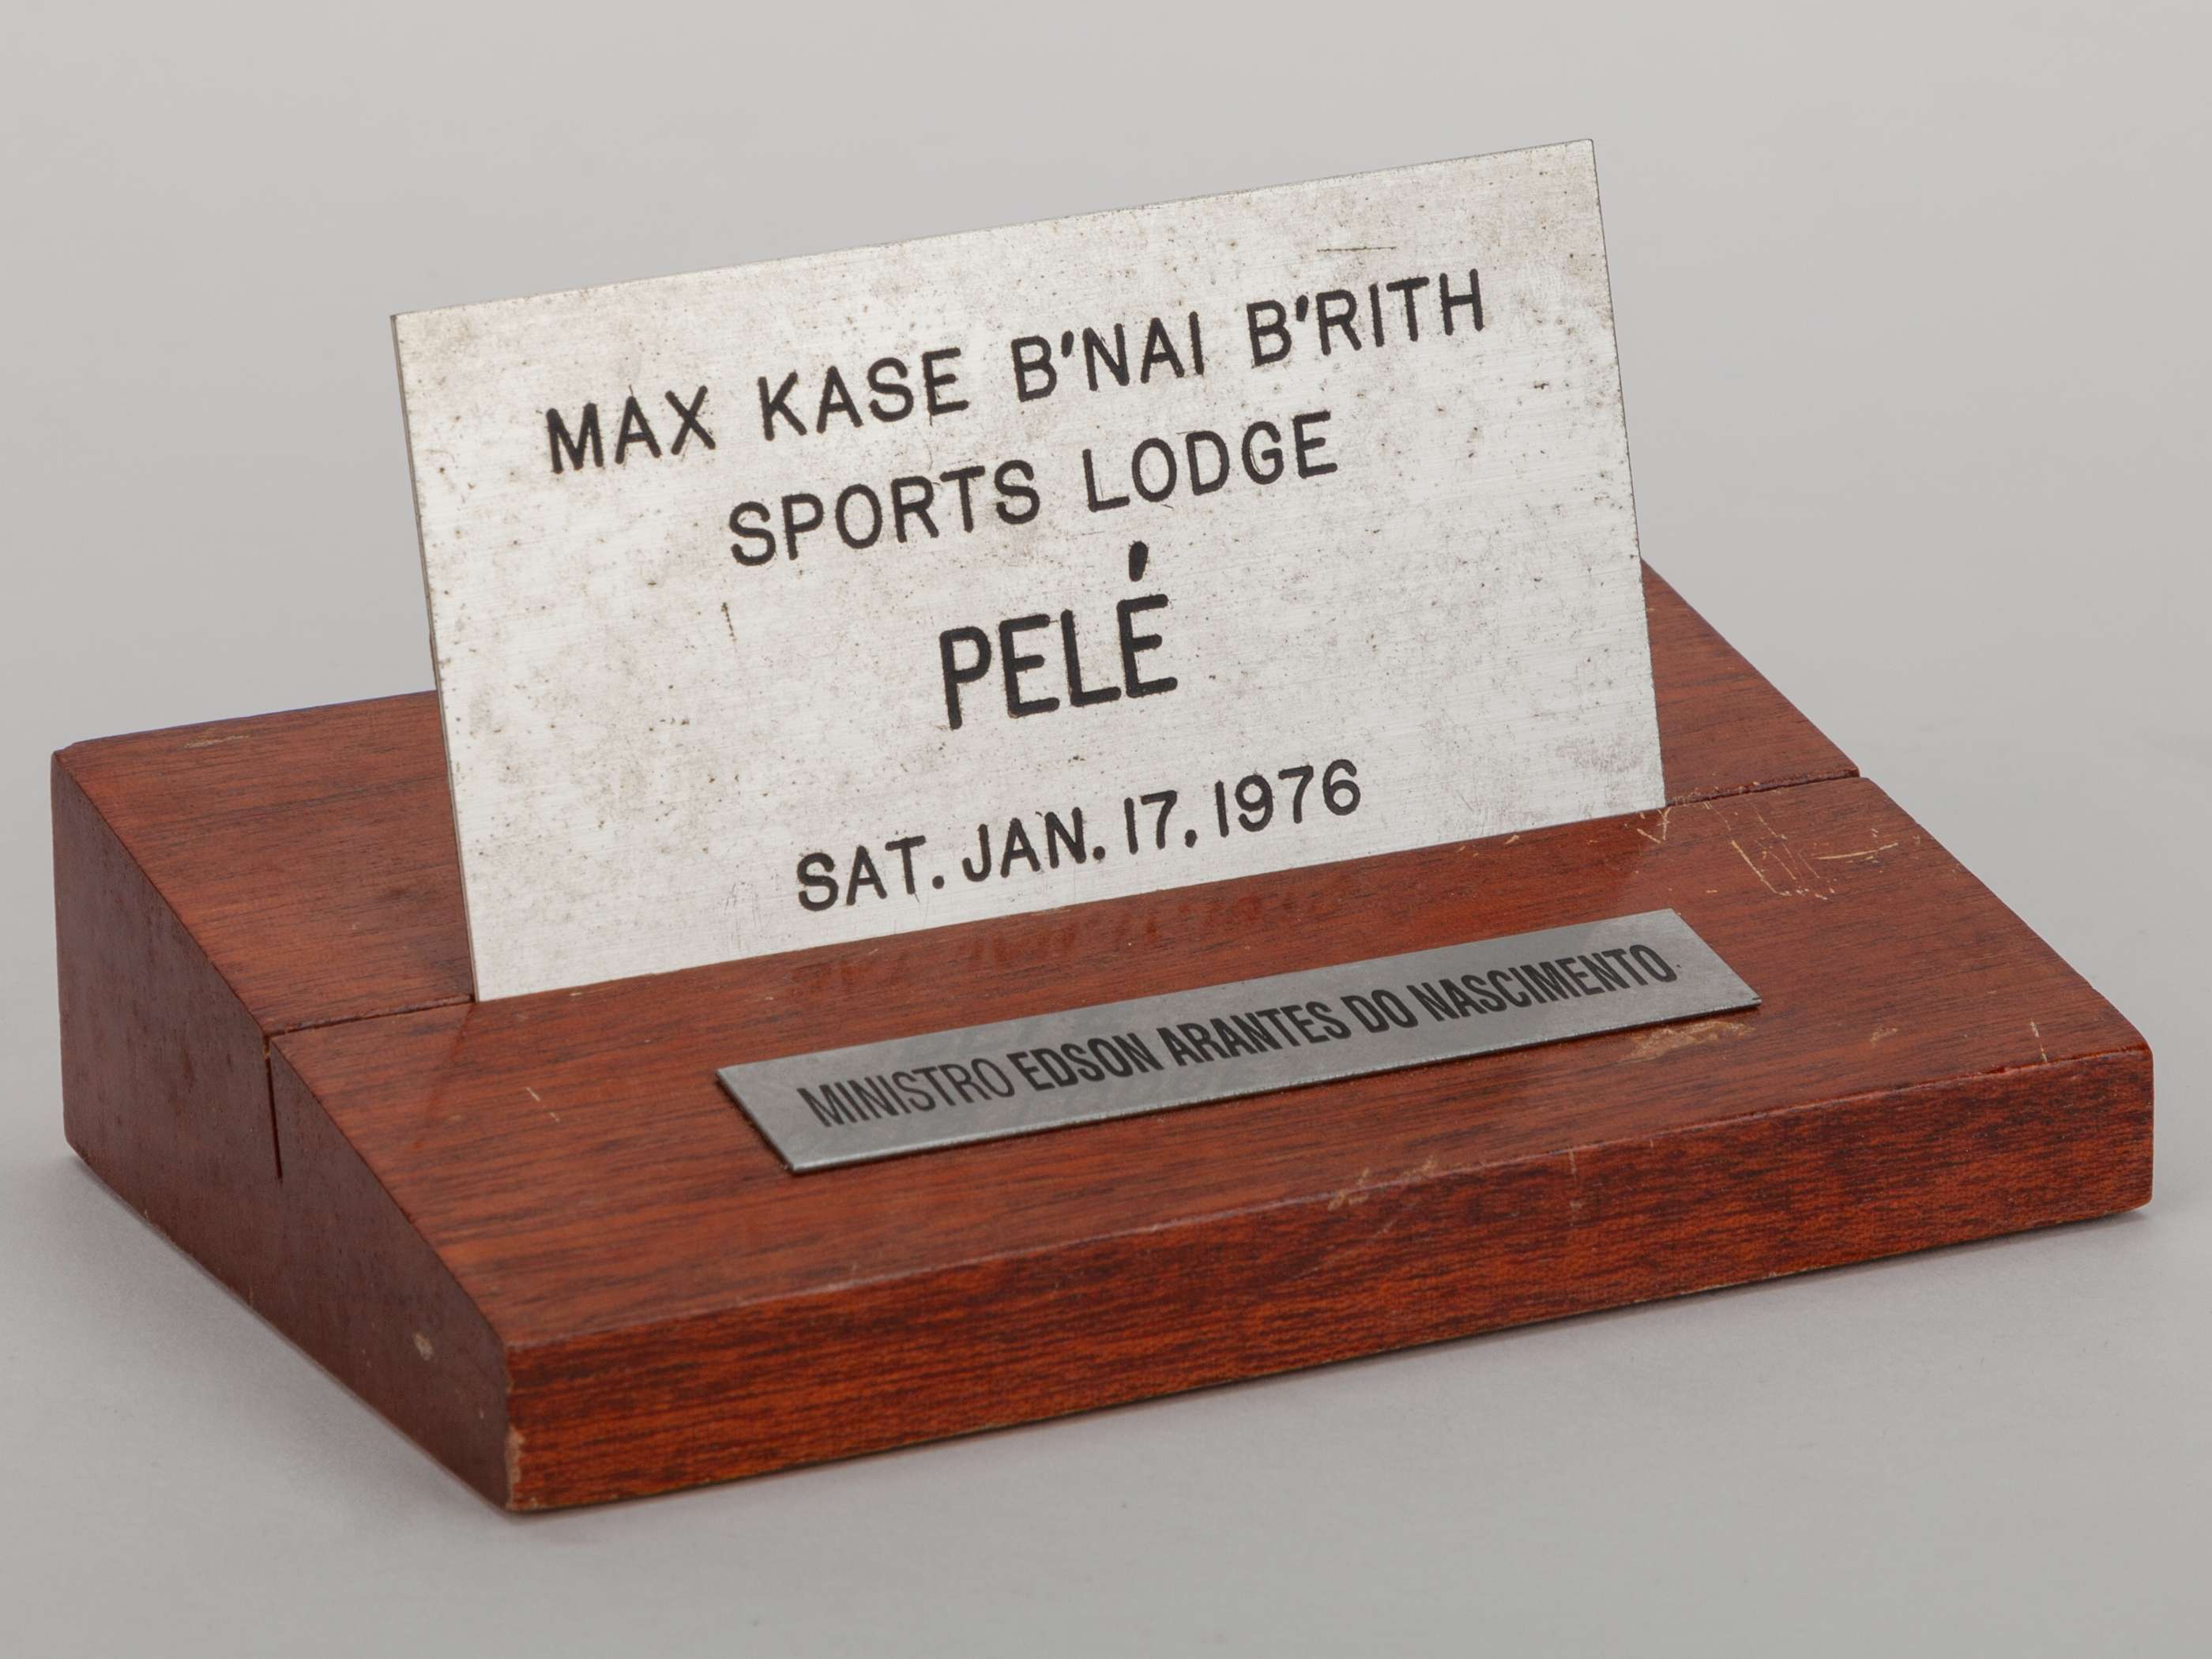 MAX KASE B'NAI B'RITH
SPORTS LODGE
PELÉ
SAT. JAN. 17, 1976
MINISTRO EDSON ARANTES DO NASCIMENTO